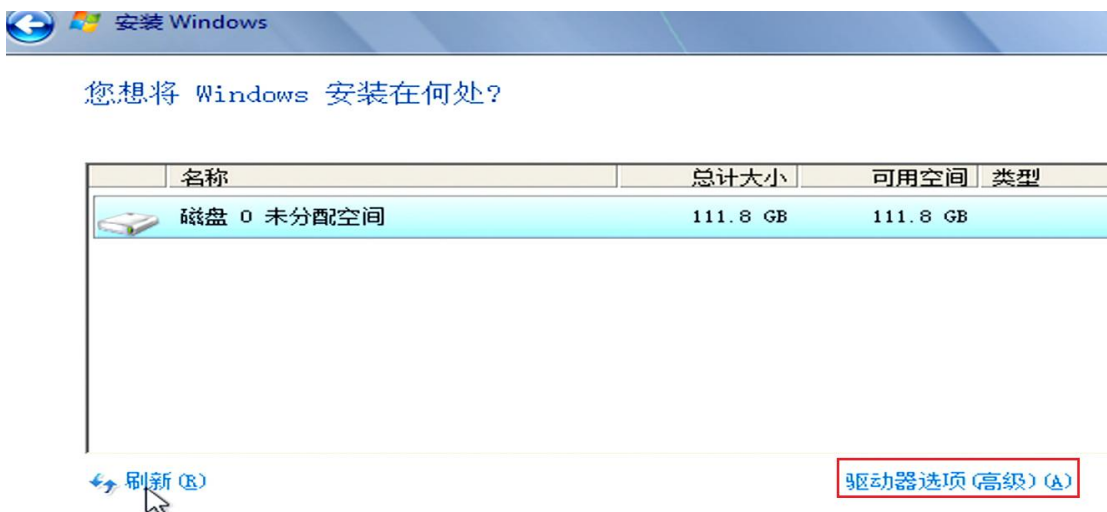 安装 Windows
您想将 Windows 安装在何处?
名称 总计大小 可用空间 类型
磁盘 0 未分配空间 111.8 GB 111.8 GB
刷新(R) 驱动器选项(高级)(A)